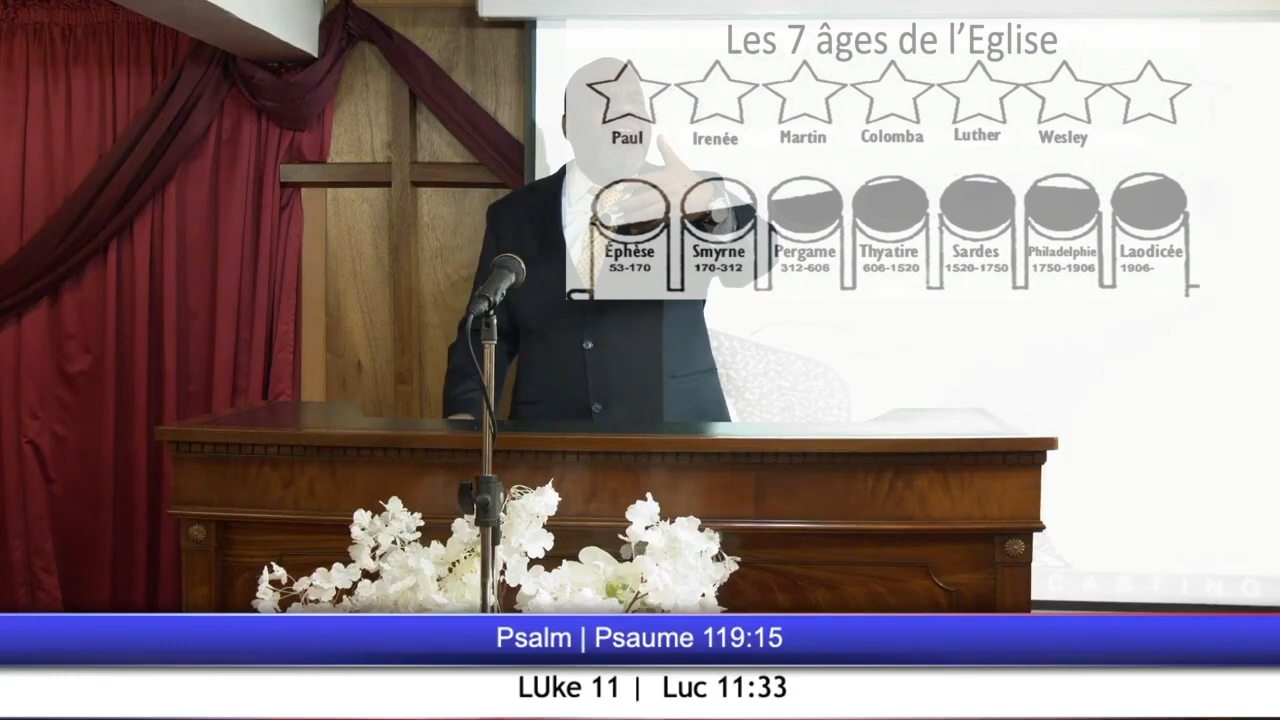 Les 7 âges de l'Eglise
Paul Irenée Martin Colomba Luther Wesley
Éphèse Smyrne Pergame Thyatire Sardes Philadelphie Laodicée
53-170 170-312 312-606 606-1520 1520-1750 1750-1906 1906-
Psalm | Psaume 119:15
LUke 11 | Luc 11:33